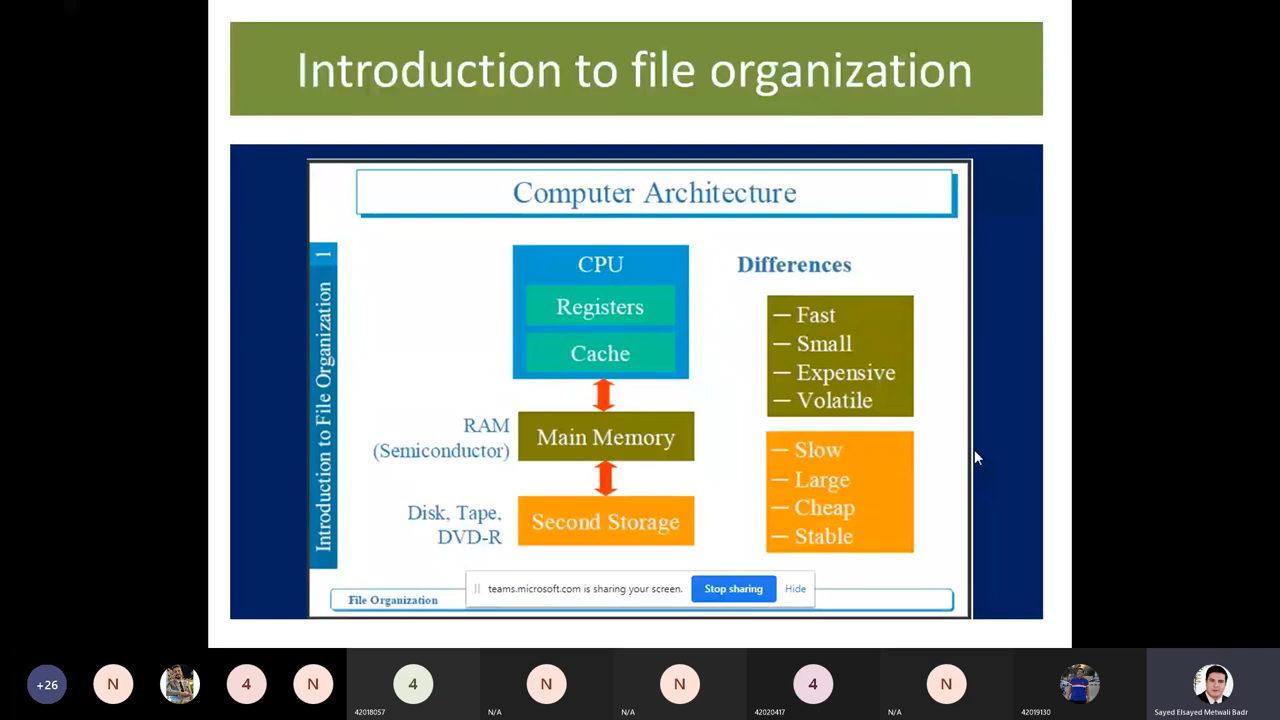 Introduction to file organization
Computer Architecture
1
Introduction to File Organization
CPU
Registers
Cache
RAM
(Semiconductor)
Main Memory
Disk, Tape,
DVD-R
Second Storage
Differences
— Fast
— Small
— Expensive
— Volatile
— Slow
— Large
— Cheap
— Stable
teams.microsoft.com is sharing your screen.
Stop sharing
Hide
File Organization
+26
N
4
N
4
N
N
4
N
42018057
N/A
N/A
42020417
N/A
42019130
Sayed Elsayed Metwali Badr